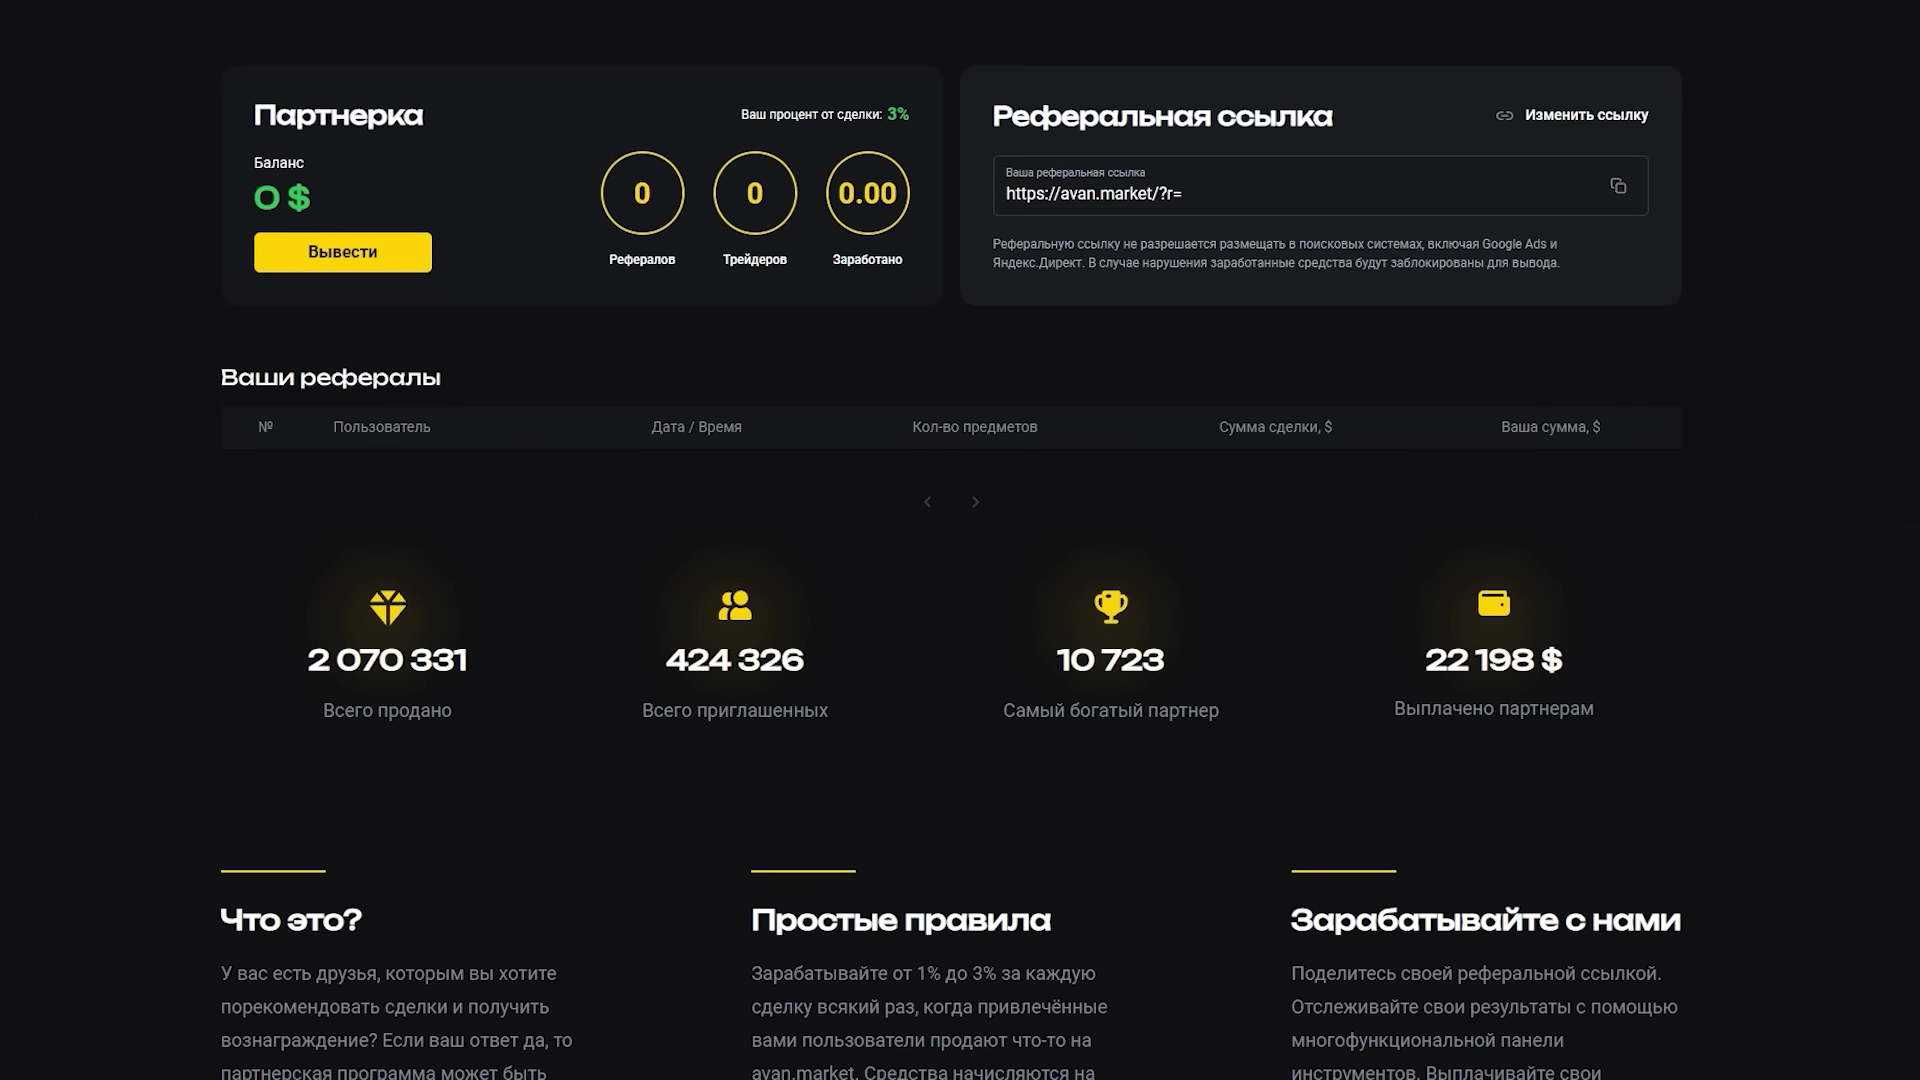 Партнерка
Ваш процент от сделки: 3%
Баланс
0 $
Вывести
0
0
0.00
Рефералов
Трейдеров
Заработано
Реферальная ссылка
Изменить ссылку
Ваша реферальная ссылка
https://avan.market/?r=
Реферальную ссылку не разрешается размещать в поисковых системах, включая Google Ads и
Яндекс.Директ. В случае нарушения заработанные средства будут заблокированы для вывода.
Ваши рефералы
№ Пользователь Дата / Время Кол-во предметов Сумма сделки, $ Ваша сумма, $
2 070 331
Всего продано
424 326
Всего приглашенных
10 723
Самый богатый партнер
22 198 $
Выплачено партнерам
Что это?
У вас есть друзья, которым вы хотите
порекомендовать сделки и получить
вознаграждение? Если ваш ответ да, то
партнерская программа может быть
Простые правила
Зарабатывайте от 1% до 3% за каждую
сделку всякий раз, когда привлечённые
вами пользователи продают что-то на
avan.market. Средства начисляются на
Зарабатывайте с нами
Поделитесь своей реферальной ссылкой.
Отслеживайте свои результаты с помощью
многофункциональной панели
инструментов. Выплачивайте свои